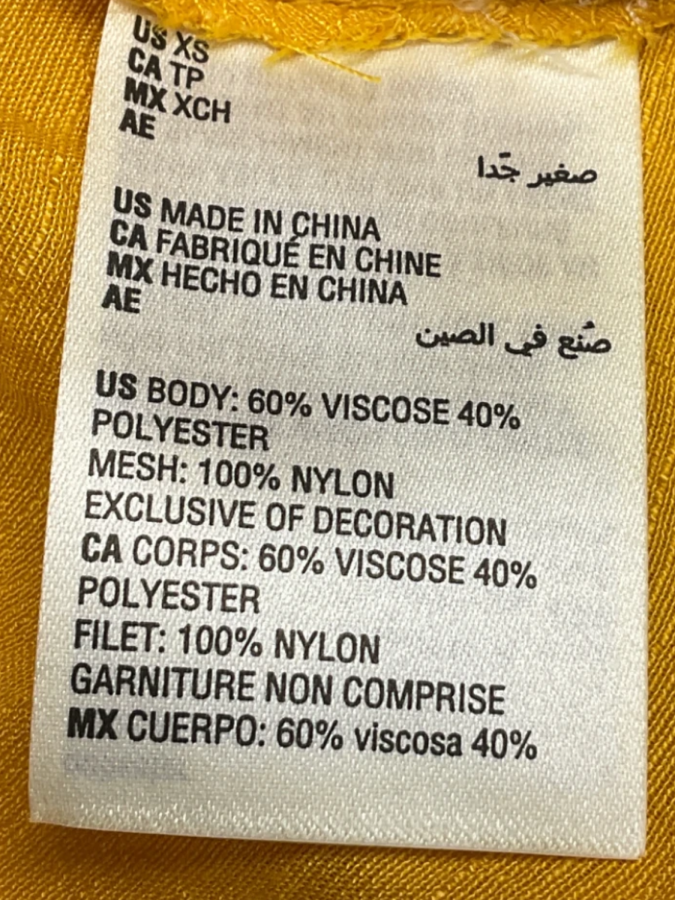 US XS
CA TP
MX XCH
AE
صغير جّدا
US MADE IN CHINA
CA FABRIQUÉ EN CHINE
MX HECHO EN CHINA
AE
صُنع في الصين
US BODY: 60% VISCOSE 40%
POLYESTER
MESH: 100% NYLON
EXCLUSIVE OF DECORATION
CA CORPS: 60% VISCOSE 40%
POLYESTER
FILET: 100% NYLON
GARNITURE NON COMPRISE
MX CUERPO: 60% viscosa 40%